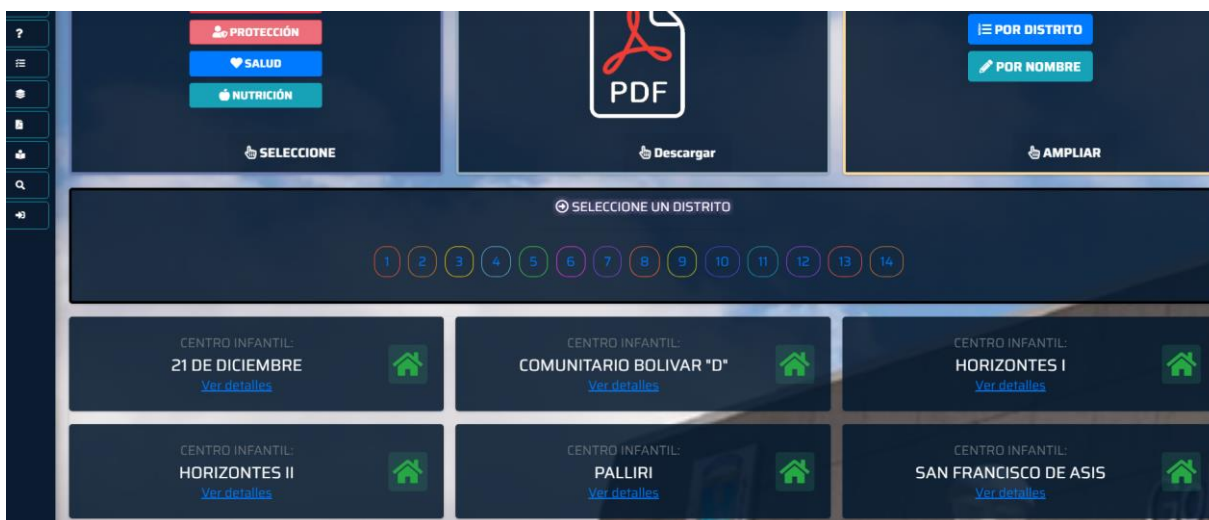 PROTECCIÓN
SALUD
NUTRICIÓN
SELECCIONE
PDF
Descargar
POR DISTRITO
POR NOMBRE
AMPLIAR
SELECCIONE UN DISTRITO
1 2 3 4 5 6 7 8 9 10 11 12 13 14
CENTRO INFANTIL:
21 DE DICIEMBRE
Ver detalles
CENTRO INFANTIL:
COMUNITARIO BOLIVAR "D"
Ver detalles
CENTRO INFANTIL:
HORIZONTES I
Ver detalles
CENTRO INFANTIL:
HORIZONTES II
Ver detalles
CENTRO INFANTIL:
PALLIRI
Ver detalles
CENTRO INFANTIL:
SAN FRANCISCO DE ASIS
Ver detalles